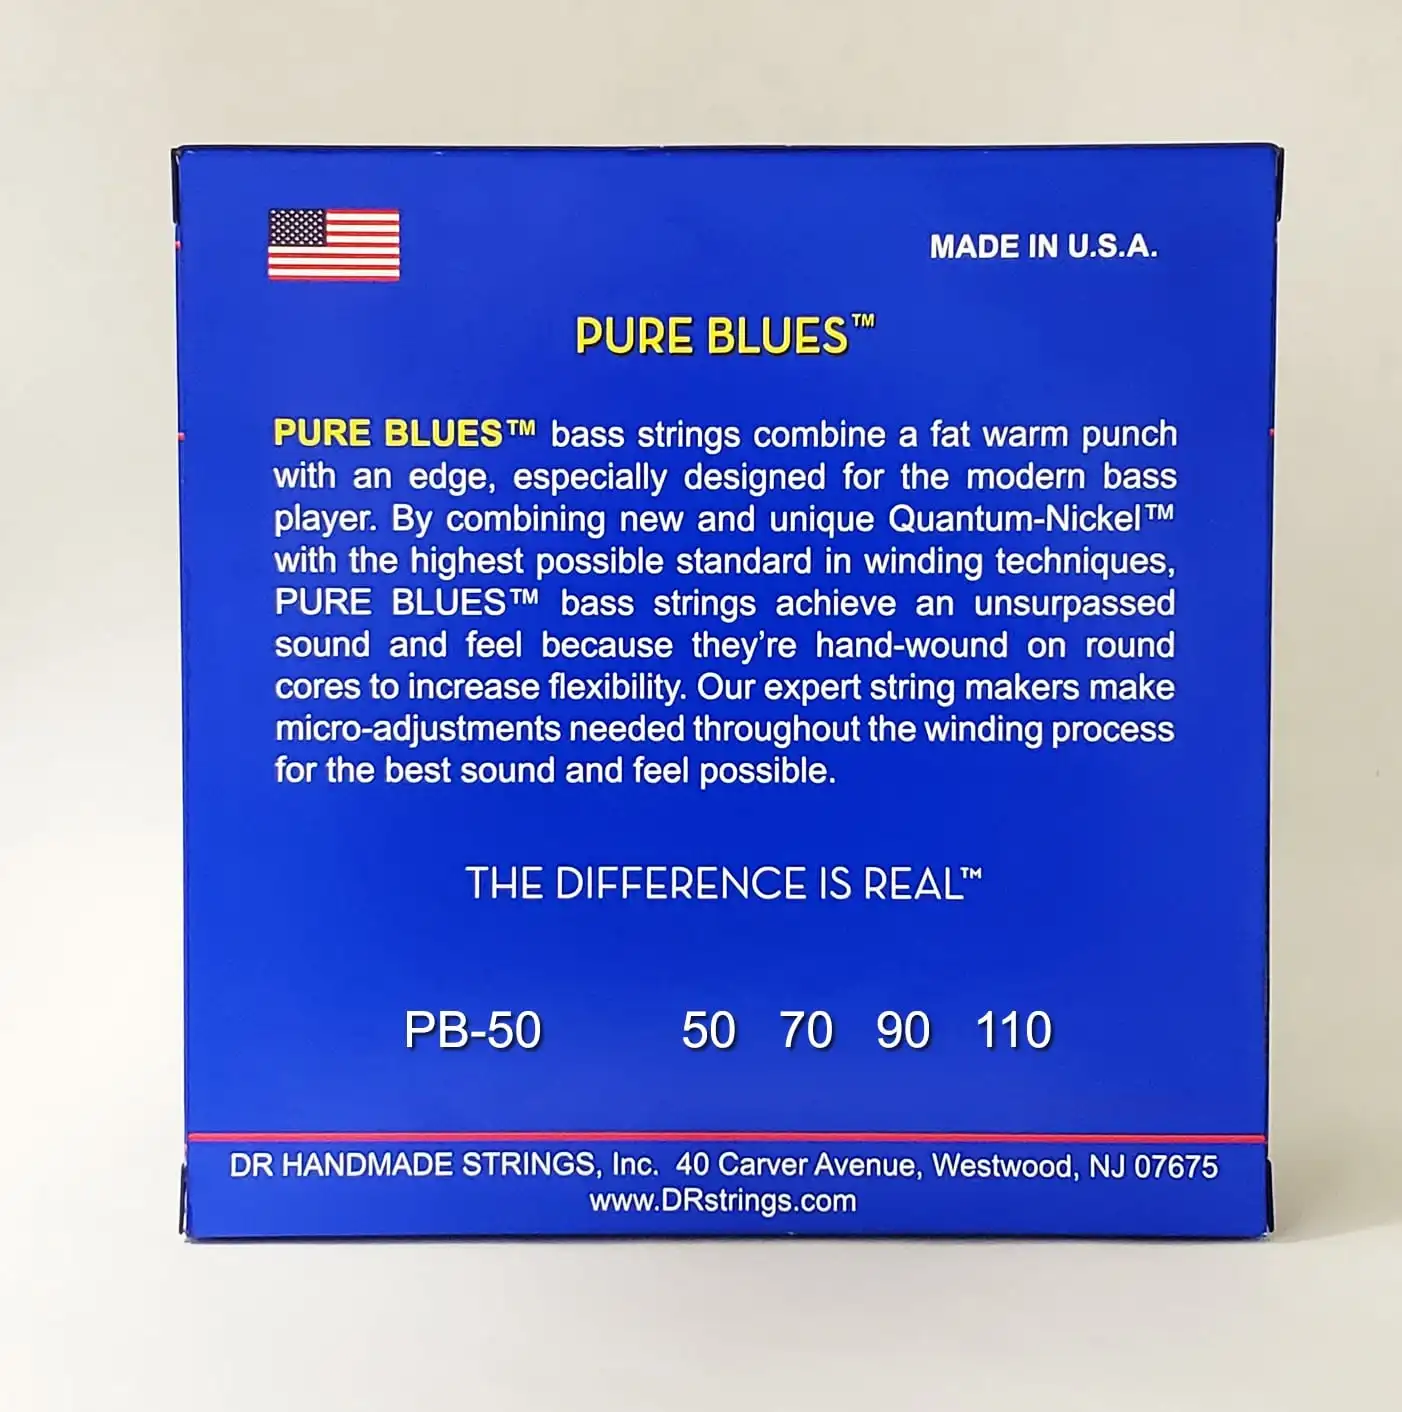 MADE IN U.S.A.
PURE BLUES™
PURE BLUES™ bass strings combine a fat warm punch
with an edge, especially designed for the modern bass
player. By combining new and unique Quantum-Nickel™
with the highest possible standard in winding techniques,
PURE BLUES™ bass strings achieve an unsurpassed
sound and feel because they’re hand-wound on round
cores to increase flexibility. Our expert string makers make
micro-adjustments needed throughout the winding process
for the best sound and feel possible.
THE DIFFERENCE IS REAL™
PB-50 50 70 90 110
DR HANDMADE STRINGS, Inc. 40 Carver Avenue, Westwood, NJ 07675
www.DRstrings.com